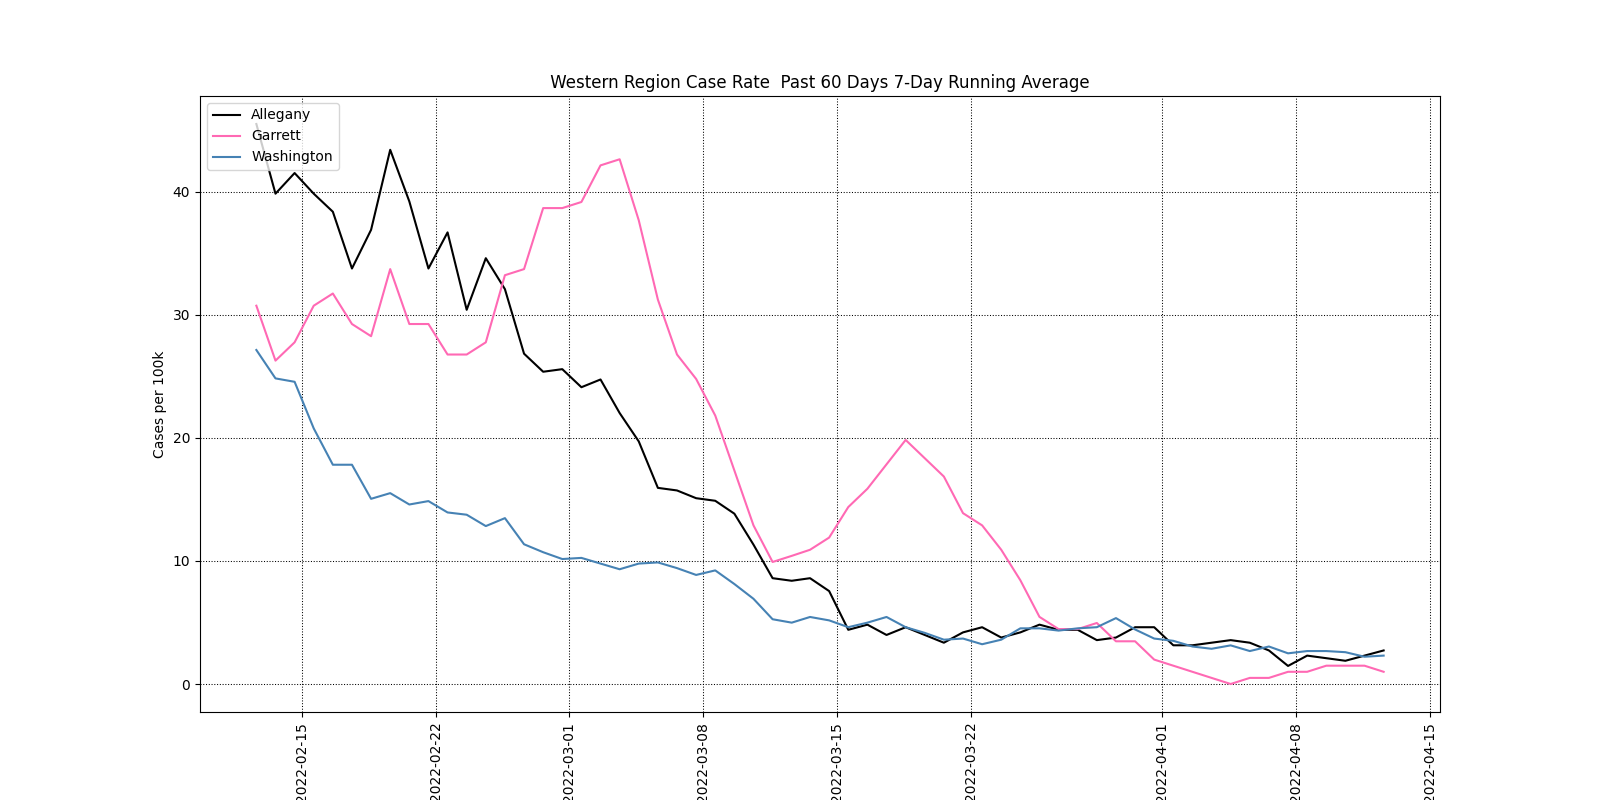 Western Region Case Rate  Past 60 Days 7-Day Running Average
Allegany
Garrett
Washington
Cases per 100k
40
30
20
10
0
2022-02-15
2022-02-22
2022-03-01
2022-03-08
2022-03-15
2022-03-22
2022-04-01
2022-04-08
2022-04-15